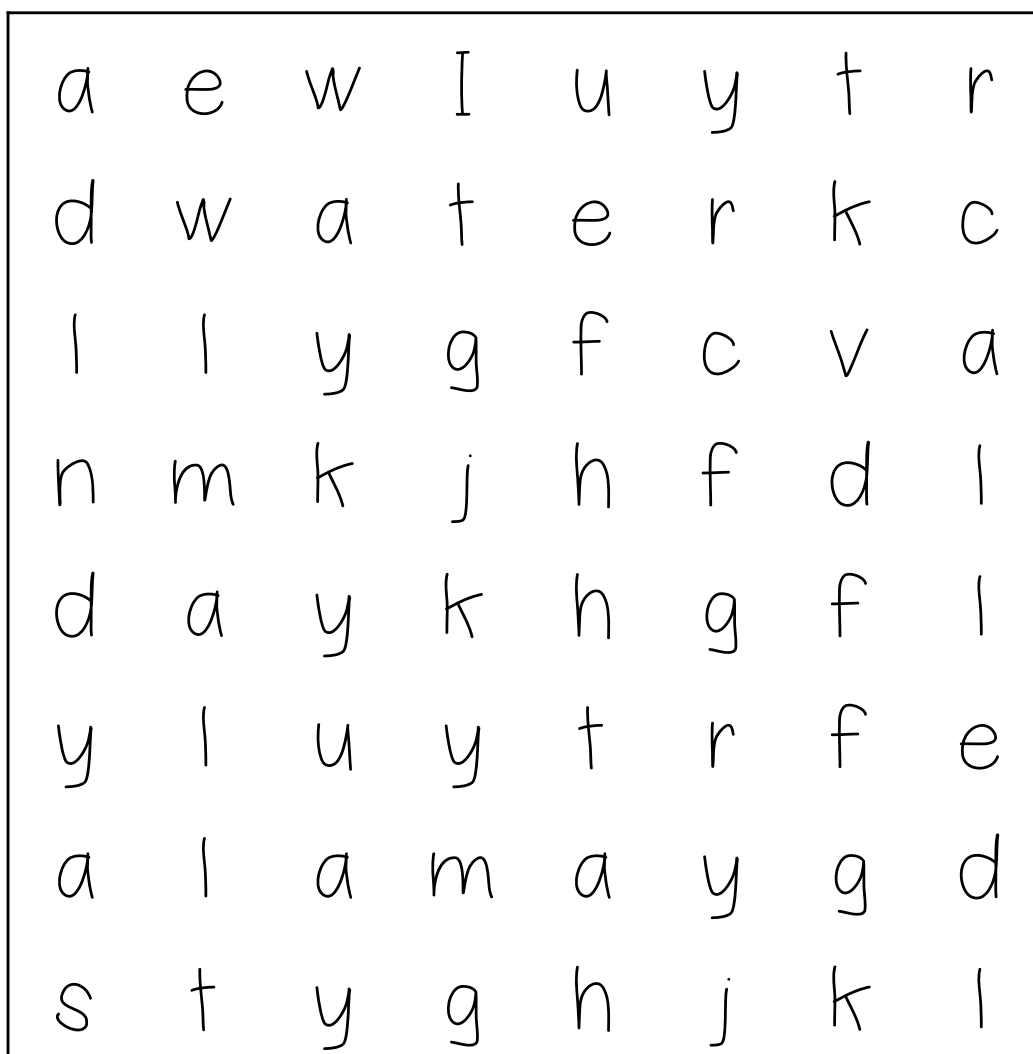 a e w I u y t r
d w a t e r k c
l l y g f c v a
n m k j h f d l
d a y k h g f l
y l u y t r f e
a l a m a y g d
s t y g h j k l